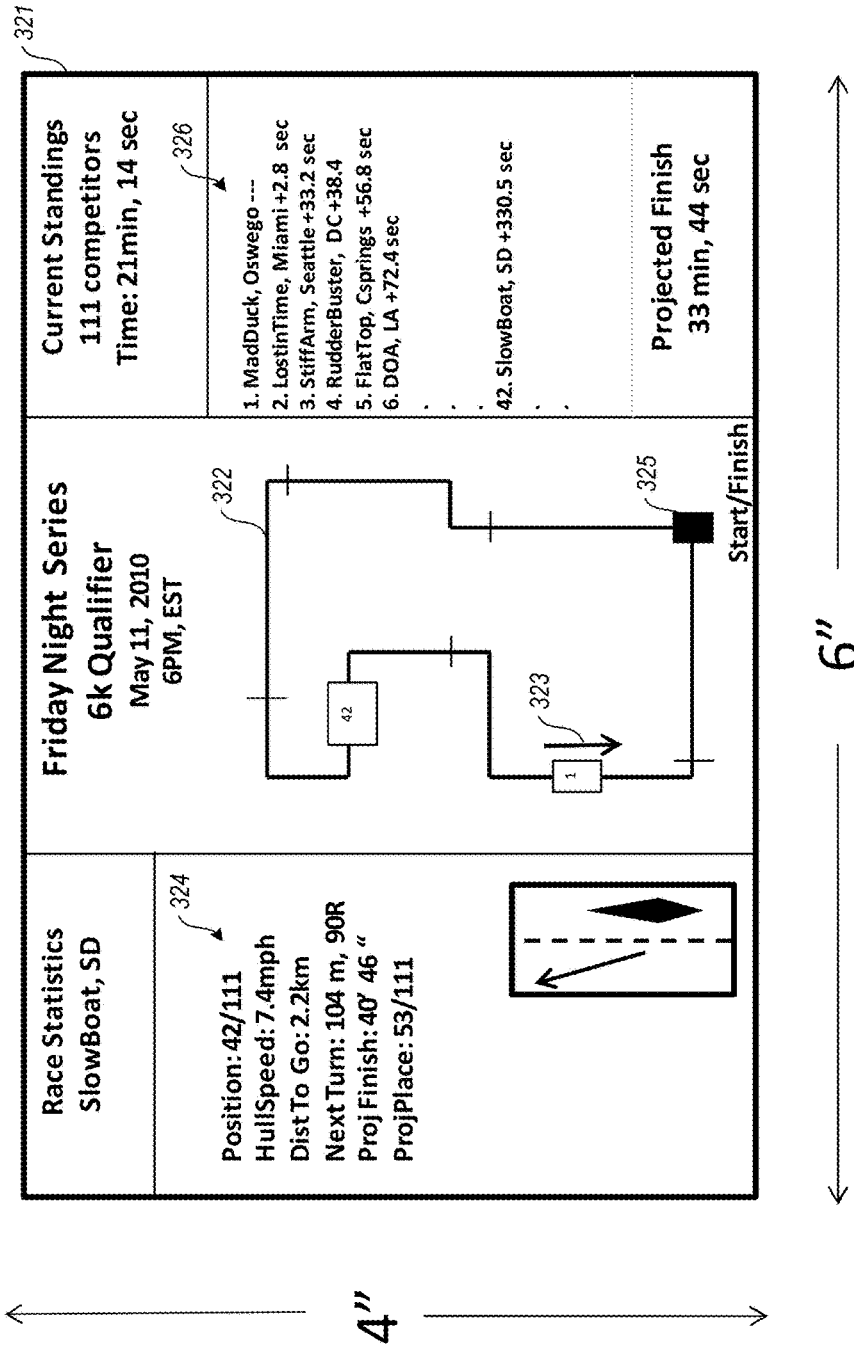 321
Race Statistics
SlowBoat, SD
324
Position: 42/111
HullSpeed: 7.4mph
Dist To Go: 2.2km
Next Turn: 104 m, 90R
Proj Finish: 40' 46 "
ProjPlace: 53/111
Friday Night Series
6k Qualifier
May 11, 2010
6PM, EST
322
42
323
1
325
Start/Finish
Current Standings
111 competitors
Time: 21min, 14 sec
326
1. MadDuck, Oswego ---
2. LostinTime, Miami +2.8 sec
3. StiffArm, Seattle +33.2 sec
4. RudderBuster, DC +38.4
5. FlatTop, Csprings +56.8 sec
6. DOA, LA +72.4 sec
.
.
.
42. SlowBoat, SD +330.5 sec
.
.
Projected Finish
33 min, 44 sec
4”
6”